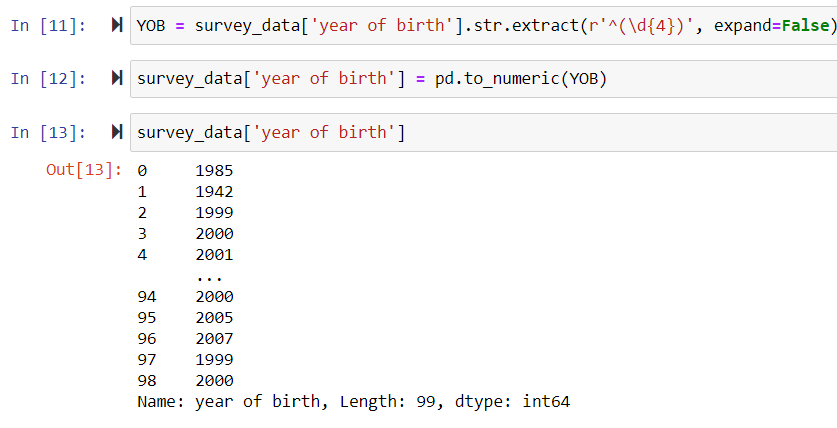 In [11]: YOB = survey_data['year of birth'].str.extract(r'^(\d{4})', expand=False)
In [12]: survey_data['year of birth'] = pd.to_numeric(YOB)
In [13]: survey_data['year of birth']
Out[13]: 0 1985
1 1942
2 1999
3 2000
4 2001
...
94 2000
95 2005
96 2007
97 1999
98 2000
Name: year of birth, Length: 99, dtype: int64